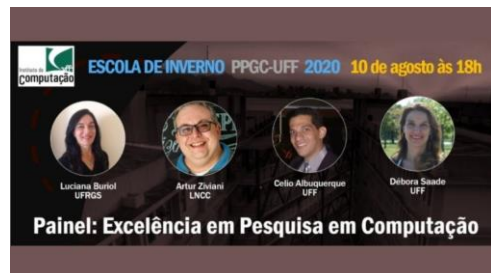 Instituto de
computação
ESCOLA DE INVERNO PPGC-UFF 2020 10 de agosto às 18h
Luciana Buriol
UFRGS
Artur Ziviani
LNCC
Celio Albuquerque
UFF
Débora Saade
UFF
Painel: Excelência em Pesquisa em Computação